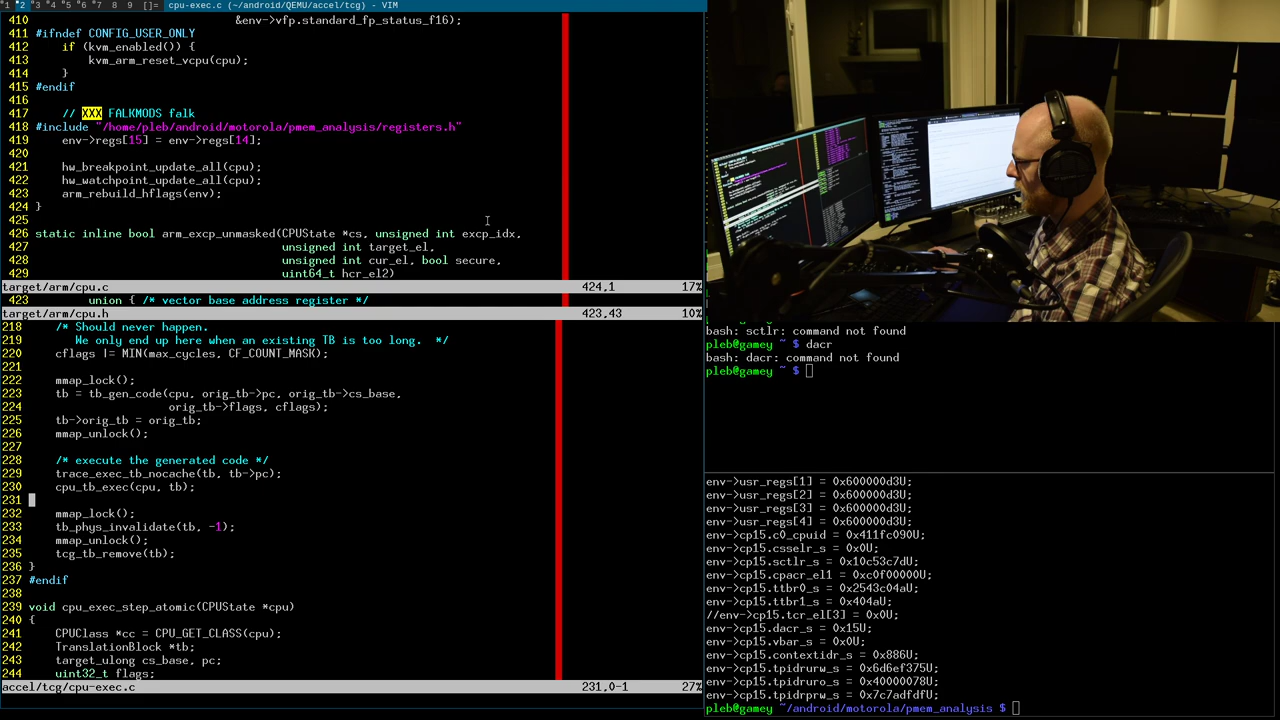 1 2 3 4 5 6 7 8 9 []= cpu-exec.c (~/android/QEMU/accel/tcg) - VIM
410 &env->vfp.standard_fp_status_f16);
411 #ifndef CONFIG_USER_ONLY
412 if (kvm_enabled()) {
413 kvm_arm_reset_vcpu(cpu);
414 }
415 #endif
416
417 // XXX FALKMODS falk
418 #include "/home/pleb/android/motorola/pmem_analysis/registers.h"
419 env->regs[15] = env->regs[14];
420
421 hw_breakpoint_update_all(cpu);
422 hw_watchpoint_update_all(cpu);
423 arm_rebuild_hflags(env);
424 }
425
426 static inline bool arm_excp_unmasked(CPUState *cs, unsigned int excp_idx,
427 unsigned int target_el,
428 unsigned int cur_el, bool secure,
429 uint64_t hcr_el2)
target/arm/cpu.c 424,1 17%
423 union { /* vector base address register */
target/arm/cpu.h 423,43 10%
218 /* Should never happen.
219 We only end up here when an existing TB is too long. */
220 cflags |= MIN(max_cycles, CF_COUNT_MASK);
221
222 mmap_lock();
223 tb = tb_gen_code(cpu, orig_tb->pc, orig_tb->cs_base,
224 orig_tb->flags, cflags);
225 tb->orig_tb = orig_tb;
226 mmap_unlock();
227
228 /* execute the generated code */
229 trace_exec_tb_nocache(tb, tb->pc);
230 cpu_tb_exec(cpu, tb);
231
232 mmap_lock();
233 tb_phys_invalidate(tb, -1);
234 mmap_unlock();
235 tcg_tb_remove(tb);
236 }
237 #endif
238
239 void cpu_exec_step_atomic(CPUState *cpu)
240 {
241 CPUClass *cc = CPU_GET_CLASS(cpu);
242 TranslationBlock *tb;
243 target_ulong cs_base, pc;
244 uint32_t flags;
accel/tcg/cpu-exec.c 231,0-1 27%
bash: sctlr: command not found
pleb@gamey ~ $ dacr
bash: dacr: command not found
pleb@gamey ~ $
env->usr_regs[1] = 0x600000d3U;
env->usr_regs[2] = 0x600000d3U;
env->usr_regs[3] = 0x600000d3U;
env->usr_regs[4] = 0x600000d3U;
env->cp15.c0_cpuid = 0x411fc090U;
env->cp15.csselr_s = 0x0U;
env->cp15.sctlr_s = 0x10c53c7dU;
env->cp15.cpacr_el1 = 0xc0f00000U;
env->cp15.ttbr0_s = 0x2543c04aU;
env->cp15.ttbr1_s = 0x404aU;
//env->cp15.tcr_el[3] = 0x0U;
env->cp15.dacr_s = 0x15U;
env->cp15.vbar_s = 0x0U;
env->cp15.contextidr_s = 0x886U;
env->cp15.tpidrurw_s = 0x6d6ef375U;
env->cp15.tpidruro_s = 0x40000078U;
env->cp15.tpidrprw_s = 0x7c7adfdfU;
pleb@gamey ~/android/motorola/pmem_analysis $